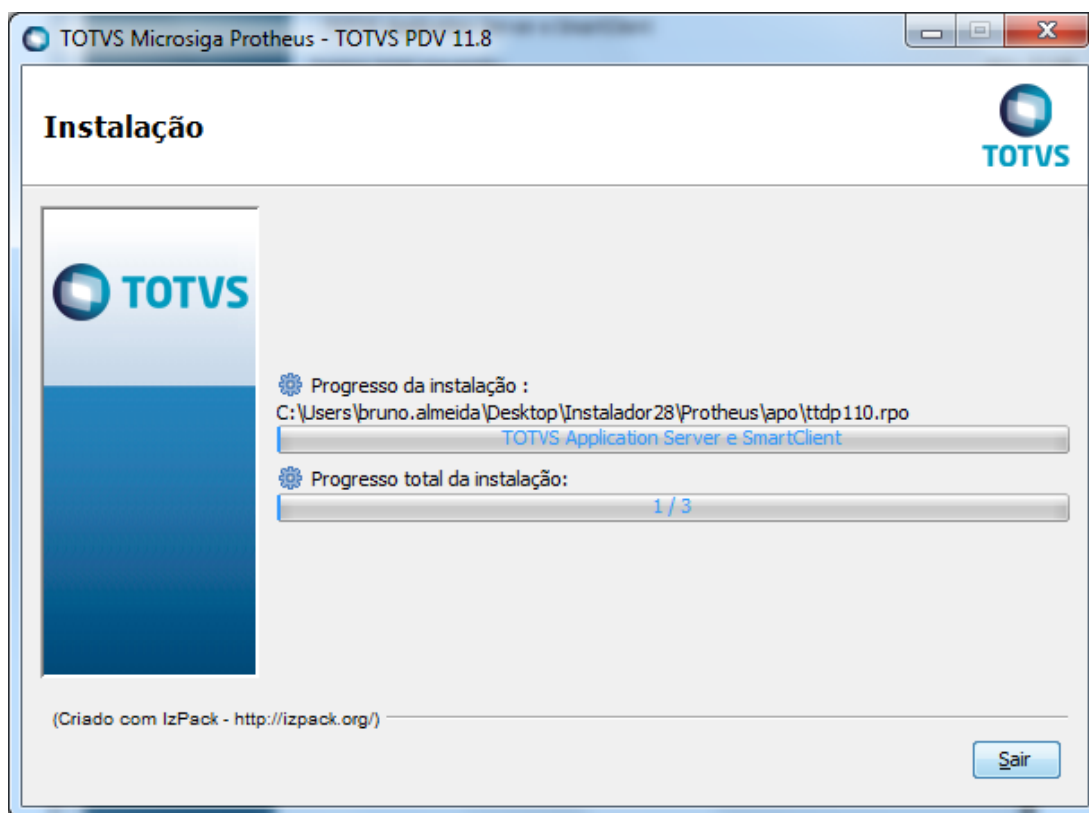 TOTVS Microsiga Protheus - TOTVS PDV 11.8
Instalação
TOTVS
TOTVS
Progresso da instalação :
C:\Users\bruno.almeida\Desktop\Instalador28\Protheus\apo\ttdp110.rpo
TOTVS Application Server e SmartClient
Progresso total da instalação:
1 / 3
(Criado com IzPack - http://izpack.org/)
Sair